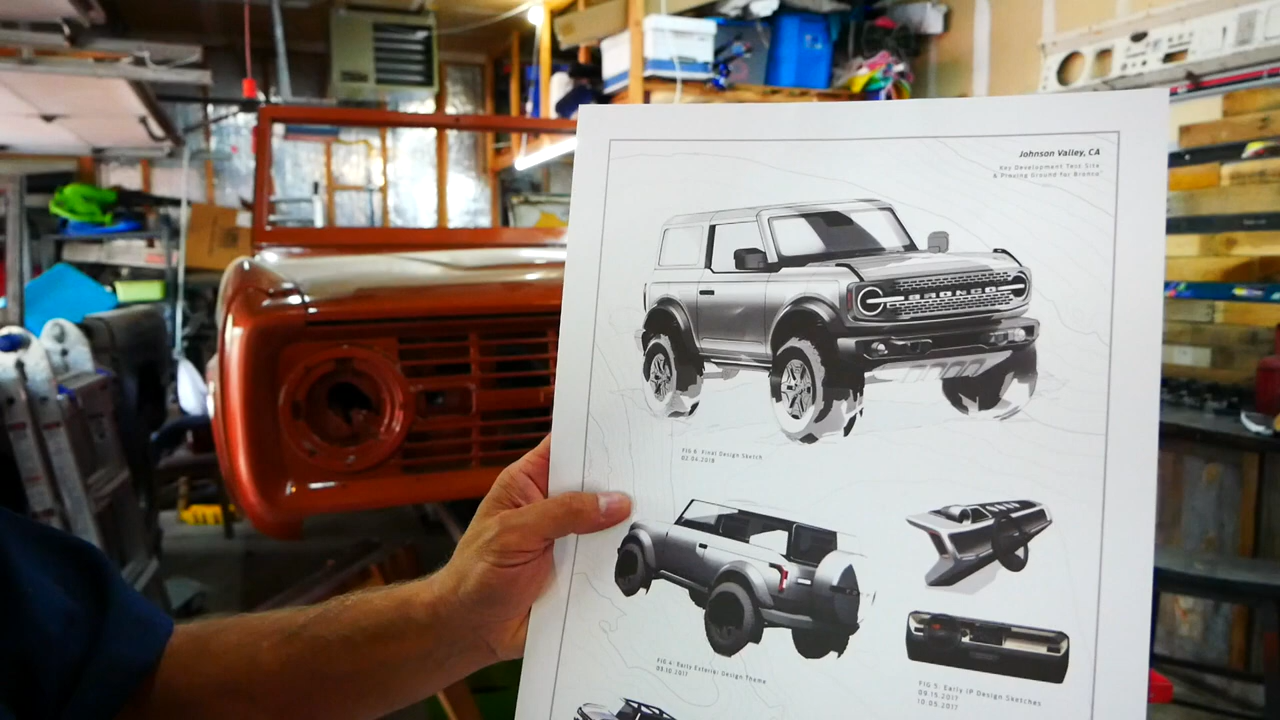 Johnson Valley, CA
Key Development Test Site
& Proving Ground for Bronco™
BRONCO
FIG 6: Final Design Sketch
02.04.2018
FIG 4: Early Exterior Design Theme
03.10.2017
FIG 5: Early IP Design Sketches
09.15.2017
10.05.2017